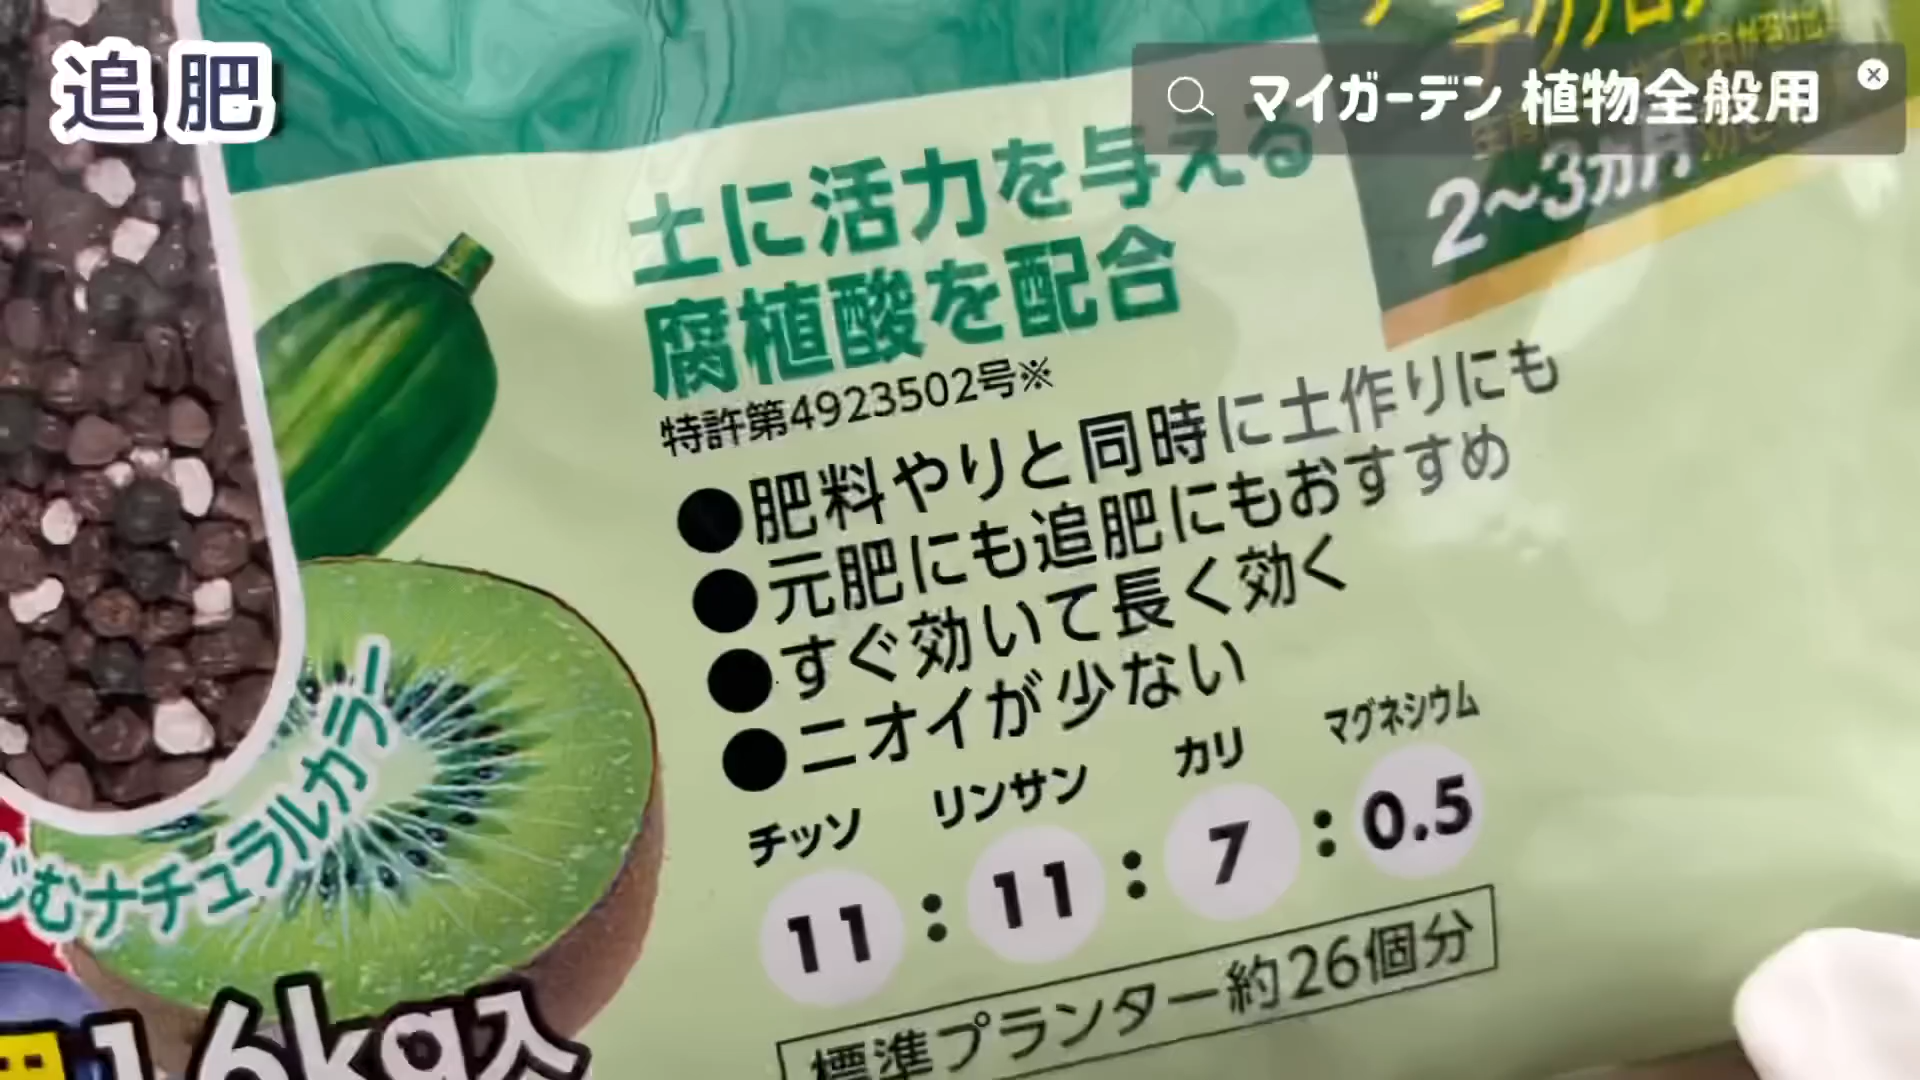 追肥
マイガーデン 植物全般用
2~3ヵ月
土に活力を与える
腐植酸を配合
特許第4923502号※
●肥料やりと同時に土作りにも
●元肥にも追肥にもおすすめ
●すぐ効いて長く効く
●ニオイが少ない
チッソ リンサン カリ マグネシウム
11:11:7:0.5
標準プランター約26個分
じむナチュラルカラー
1.6kg入